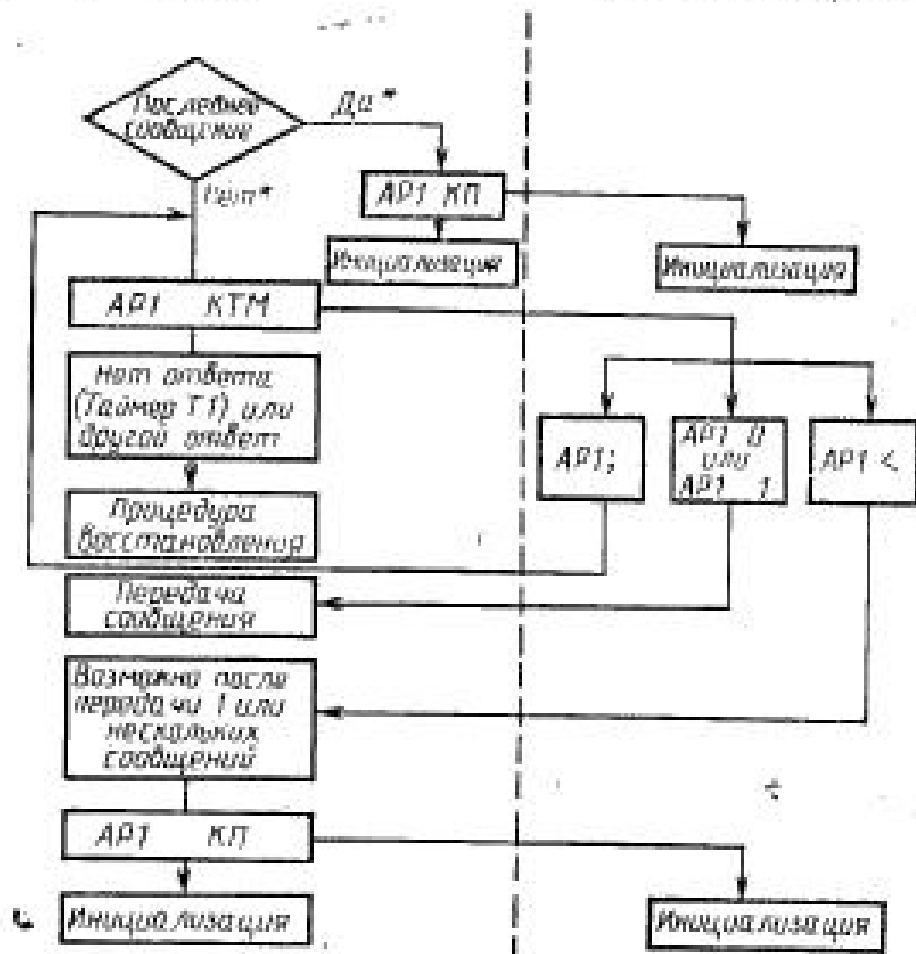 Последнее
сообщение
Да*
Нет*
АР1 КП
Инициализация
Инициализация
АР1 КТМ
Нет ответа
(Таймер Т1) или
другой ответ
АР1;
АР1 0
или
АР1 1
АР1 <
Процедура
восстановления
Передача
сообщения
Возможно после
передачи 1 или
нескольких
сообщений
АР1 КП
Инициализация
Инициализация